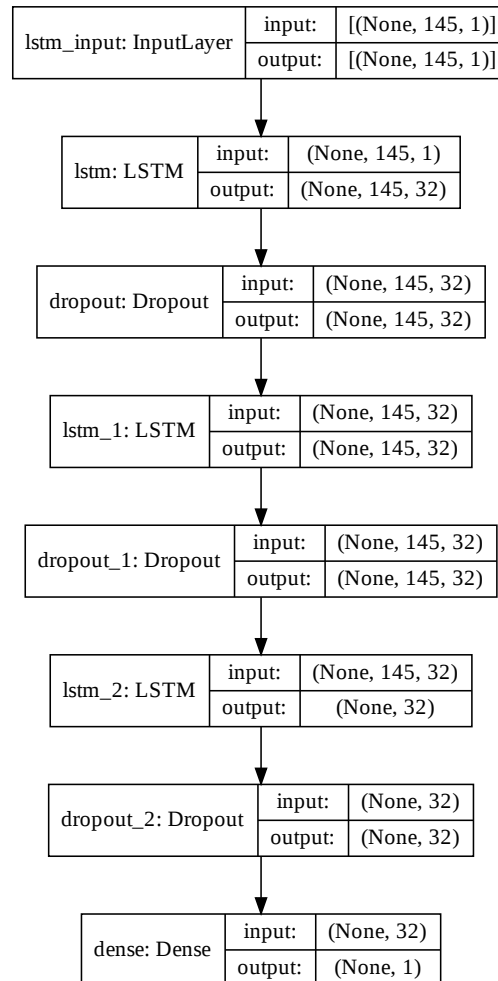 lstm_input: InputLayer
input: [(None, 145, 1)]
output: [(None, 145, 1)]
lstm: LSTM
input: (None, 145, 1)
output: (None, 145, 32)
dropout: Dropout
input: (None, 145, 32)
output: (None, 145, 32)
lstm_1: LSTM
input: (None, 145, 32)
output: (None, 145, 32)
dropout_1: Dropout
input: (None, 145, 32)
output: (None, 145, 32)
lstm_2: LSTM
input: (None, 145, 32)
output: (None, 32)
dropout_2: Dropout
input: (None, 32)
output: (None, 32)
dense: Dense
input: (None, 32)
output: (None, 1)